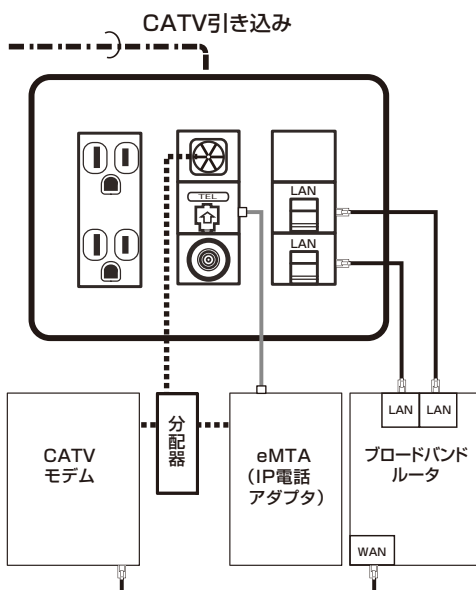 CATV引き込み
TEL
LAN
LAN
CATV
モデム
分配器
eMTA
(IP電話
アダプタ)
LAN
LAN
ブロードバンド
ルータ
WAN